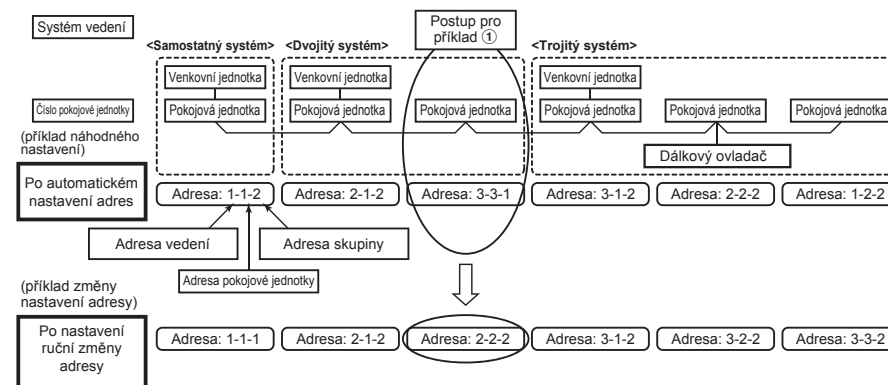 Systém vedení
<Samostatný systém>
<Dvojitý systém>
Postup pro
příklad ①
<Trojitý systém>
Venkovní jednotka
Venkovní jednotka
Venkovní jednotka
Číslo pokojové jednotky
Pokojová jednotka
Pokojová jednotka
Pokojová jednotka
Pokojová jednotka
Pokojová jednotka
Pokojová jednotka
(příklad náhodného
nastavení)
Dálkový ovladač
Po automatickém
nastavení adres
Adresa: 1-1-2
Adresa: 2-1-2
Adresa: 3-3-1
Adresa: 3-1-2
Adresa: 2-2-2
Adresa: 1-2-2
Adresa vedení
Adresa skupiny
Adresa pokojové jednotky
(příklad změny
nastavení adresy)
Po nastavení
ruční změny
adresy
Adresa: 1-1-1
Adresa: 2-1-2
Adresa: 2-2-2
Adresa: 3-1-2
Adresa: 3-2-2
Adresa: 3-3-2